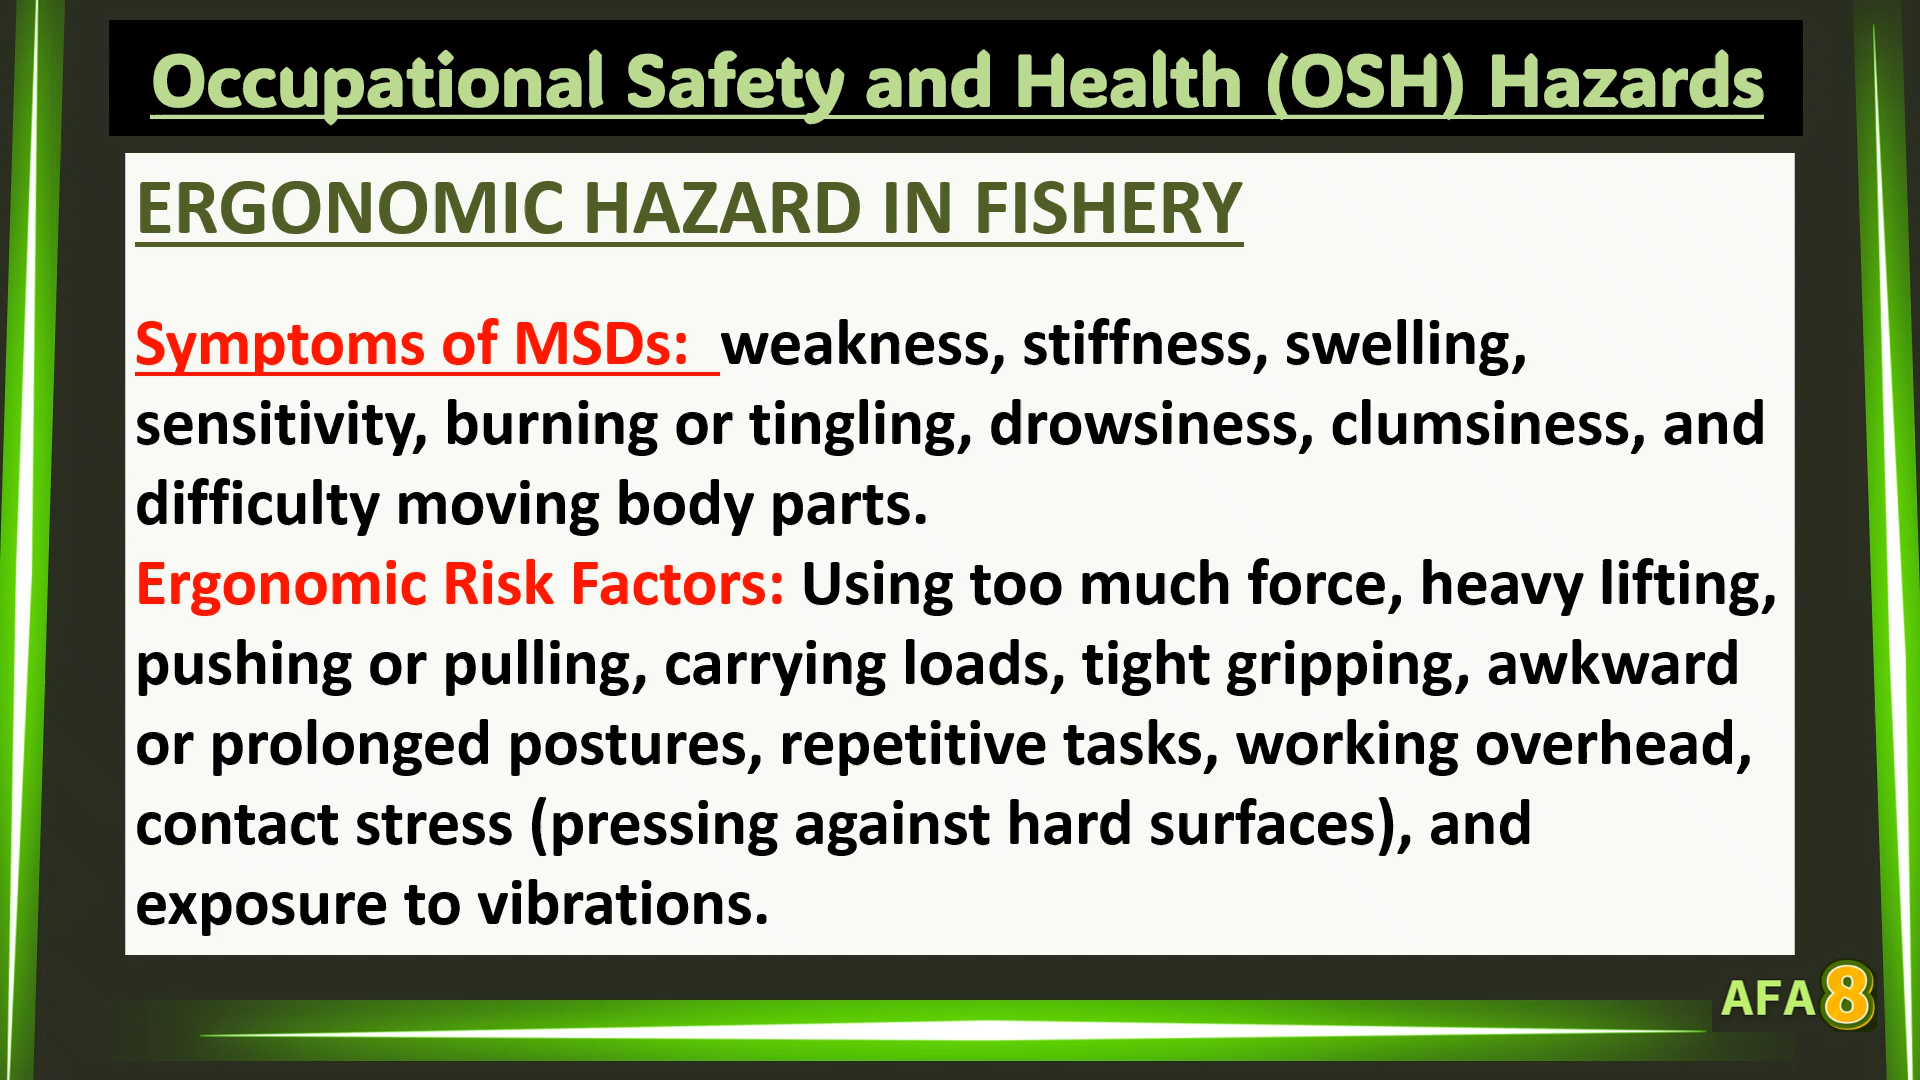 Occupational Safety and Health (OSH) Hazards
ERGONOMIC HAZARD IN FISHERY
Symptoms of MSDs: weakness, stiffness, swelling,
sensitivity, burning or tingling, drowsiness, clumsiness, and
difficulty moving body parts.
Ergonomic Risk Factors: Using too much force, heavy lifting,
pushing or pulling, carrying loads, tight gripping, awkward
or prolonged postures, repetitive tasks, working overhead,
contact stress (pressing against hard surfaces), and
exposure to vibrations.
AFA 8